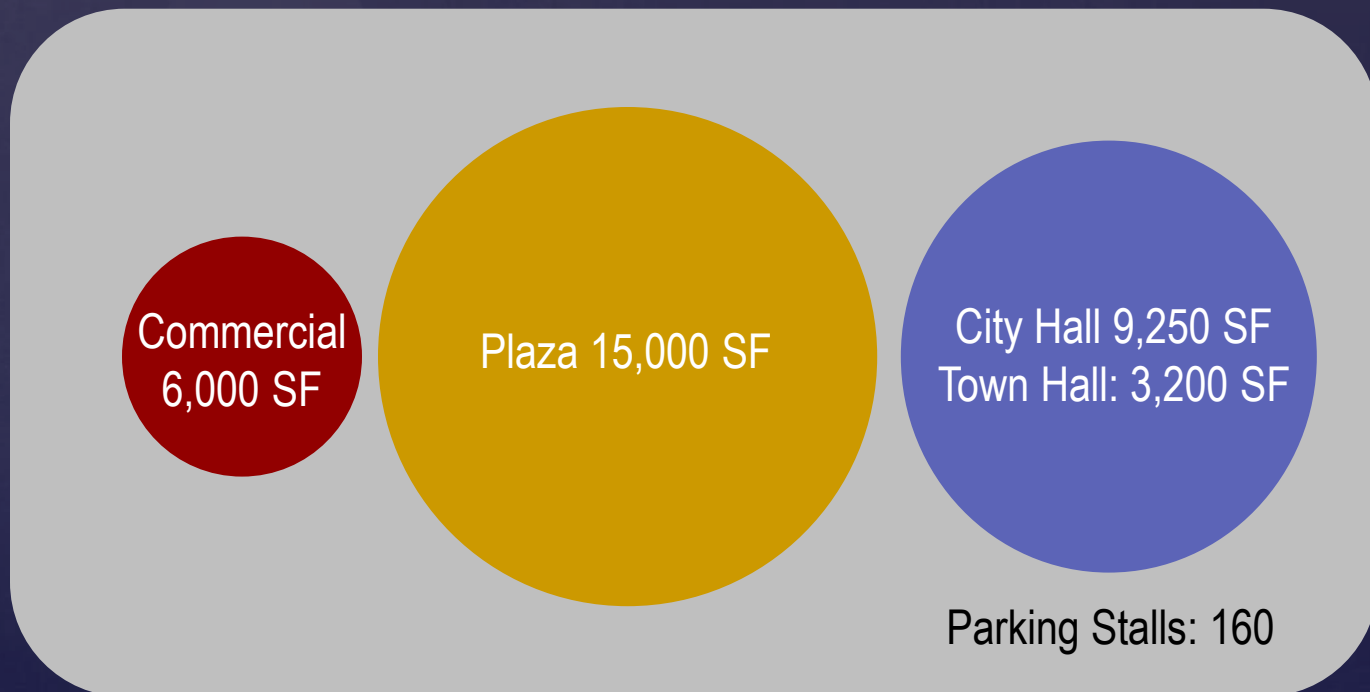 Commercial
6,000 SF
Plaza 15,000 SF
City Hall 9,250 SF
Town Hall: 3,200 SF
Parking Stalls: 160